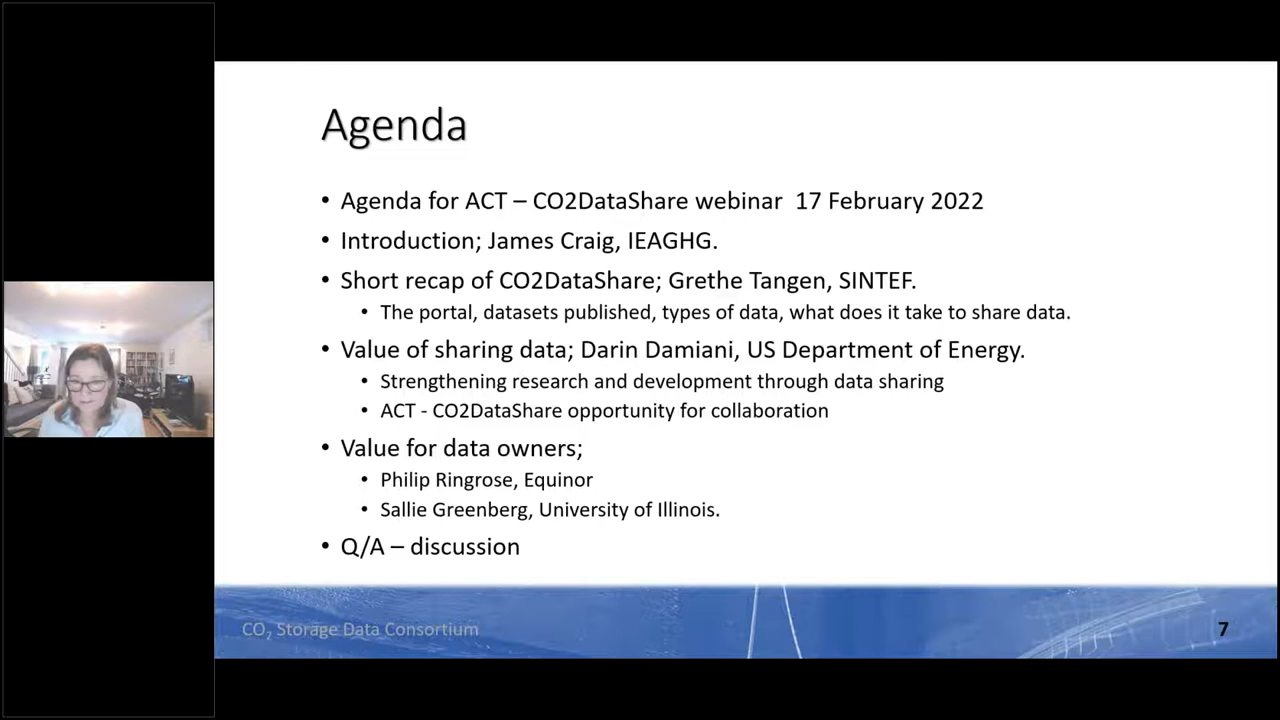 Agenda
• Agenda for ACT – CO2DataShare webinar  17 February 2022
• Introduction; James Craig, IEAGHG.
• Short recap of CO2DataShare; Grethe Tangen, SINTEF.
• The portal, datasets published, types of data, what does it take to share data.
• Value of sharing data; Darin Damiani, US Department of Energy.
• Strengthening research and development through data sharing
• ACT - CO2DataShare opportunity for collaboration
• Value for data owners;
• Philip Ringrose, Equinor
• Sallie Greenberg, University of Illinois.
• Q/A – discussion
CO₂ Storage Data Consortium
7